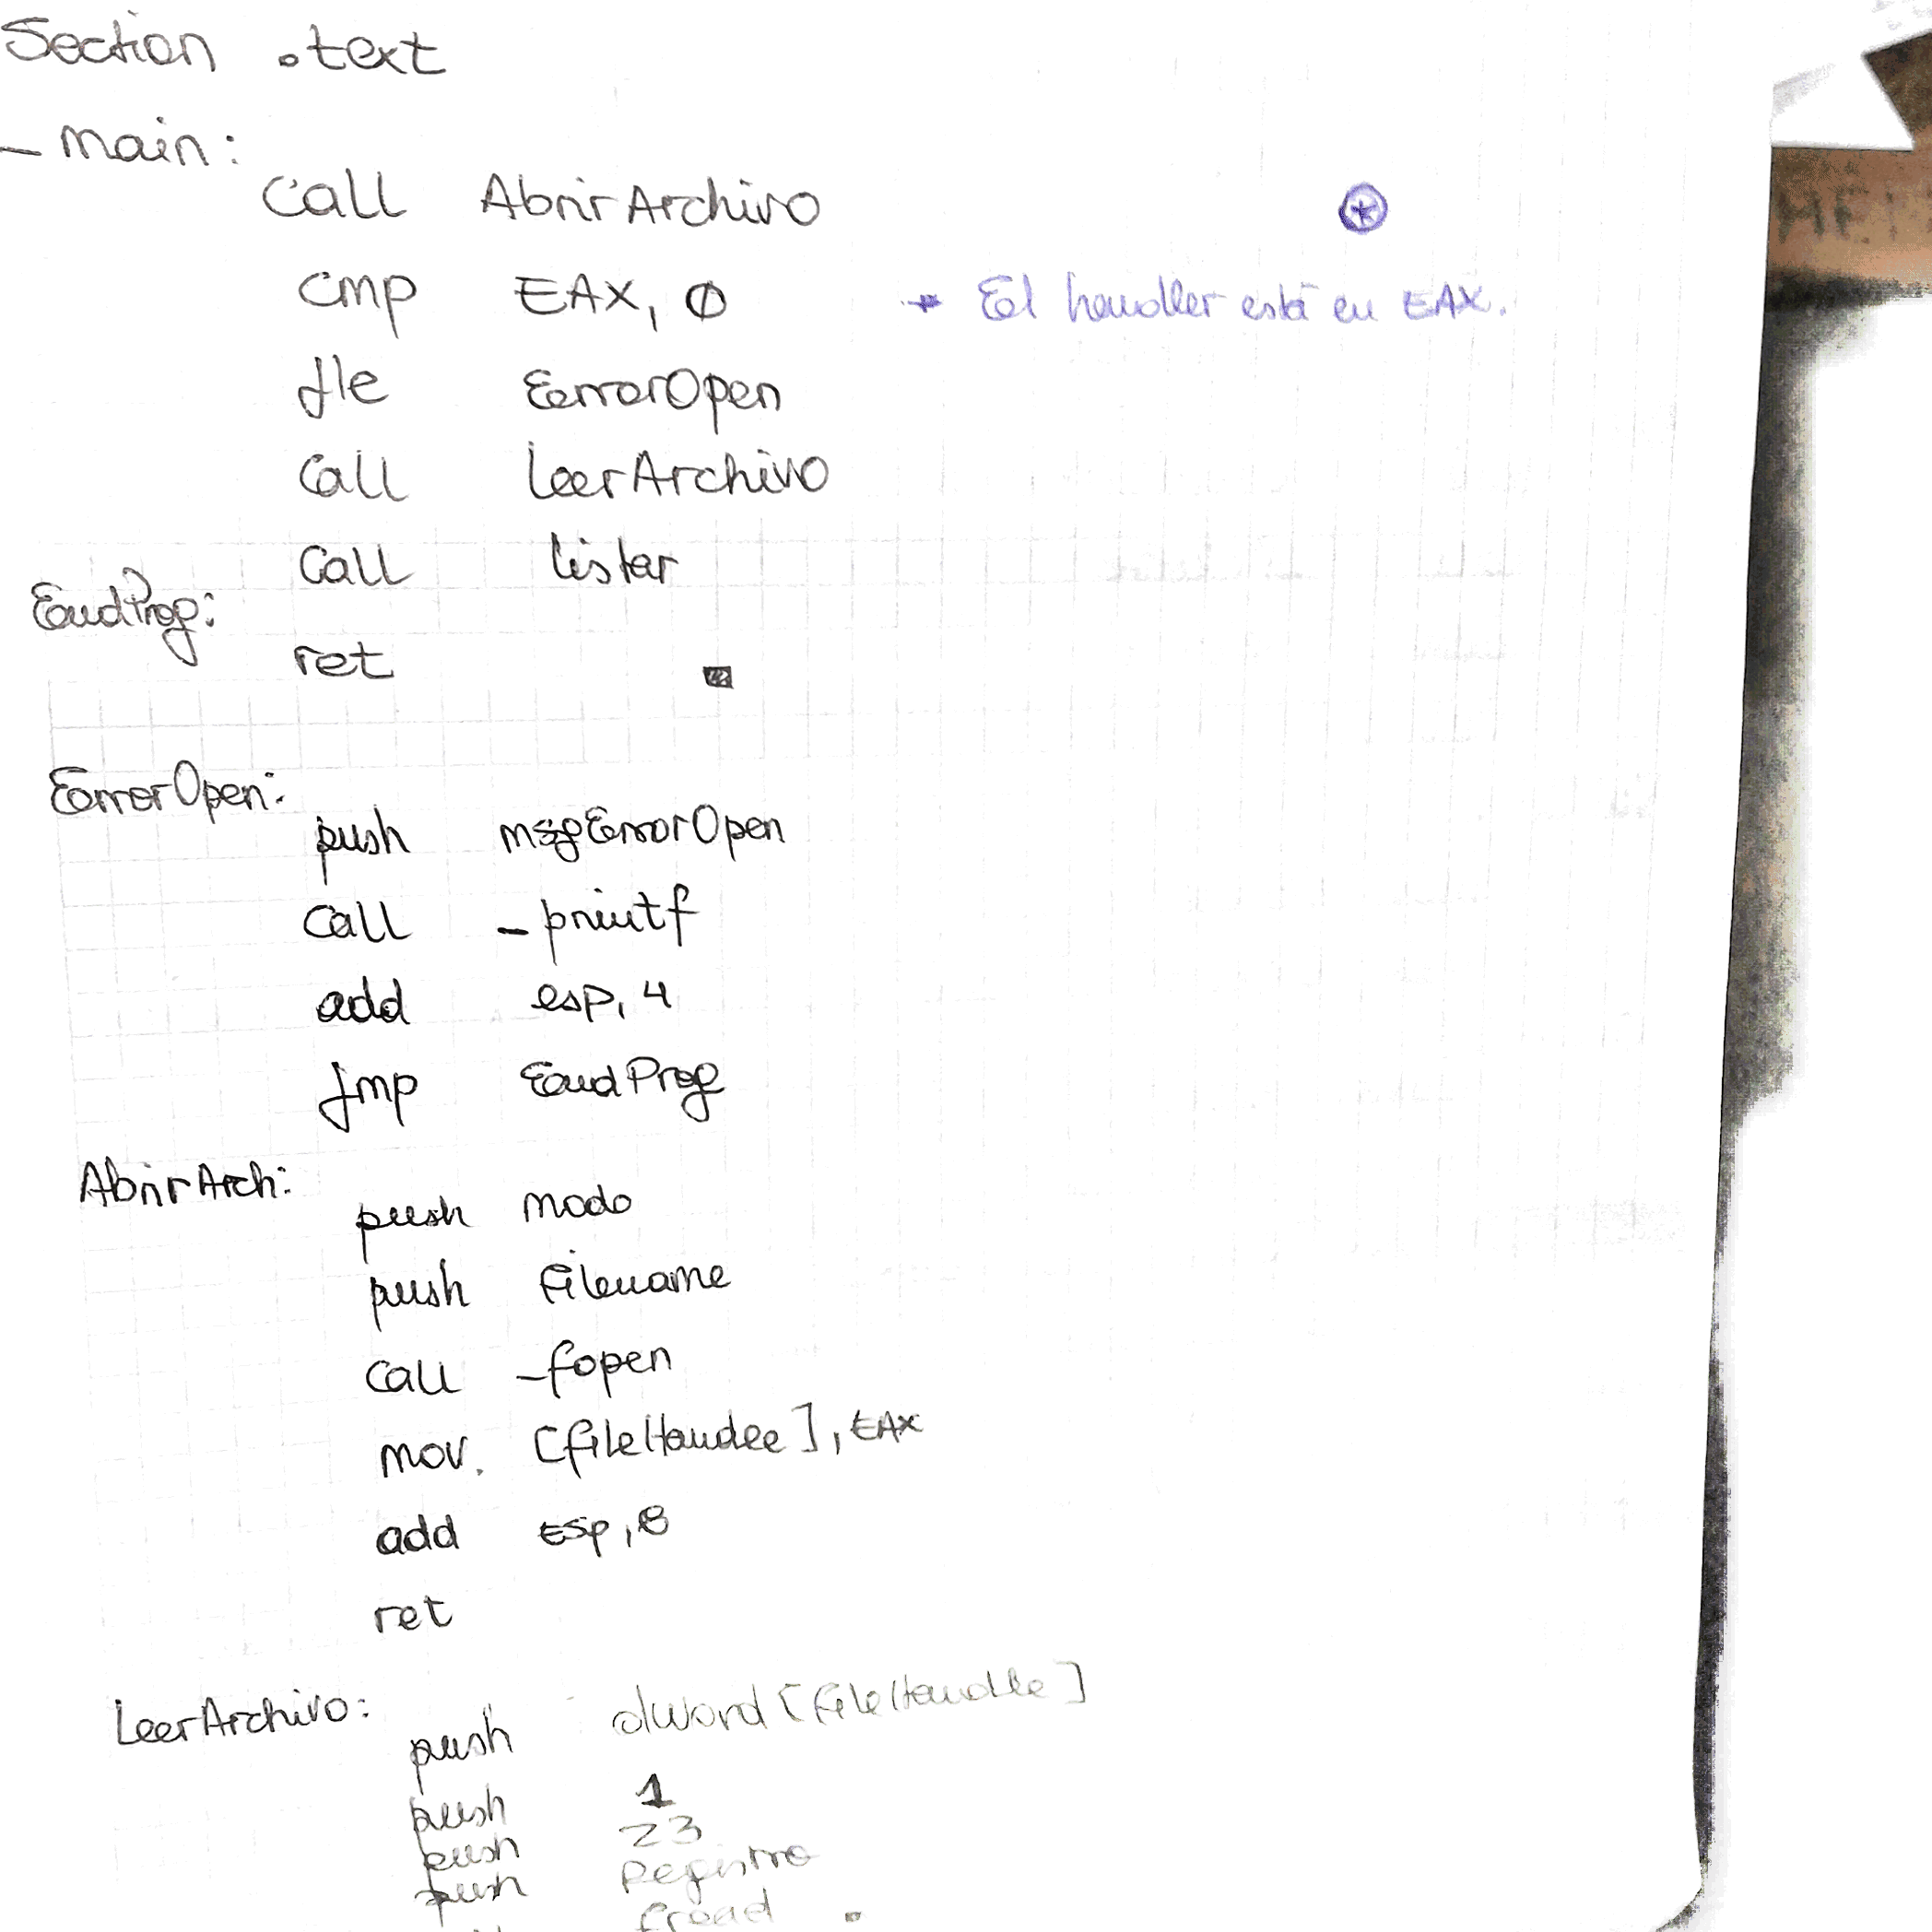 Section .text
_main:
call AbrirArchivo
cmp EAX, 0 → El handler está en EAX.
jle ErrorOpen
call LeerArchivo
call listar
EndProg:
ret
ErrorOpen:
push msgErrorOpen
call _printf
add esp, 4
jmp EndProg
AbrirArch:
push modo
push filename
call _fopen
mov. [fileHandle], EAX
add ESP, 8
ret
LeerArchivo:
push dword [fileHandle]
push 1
push 23
push Registro
fread